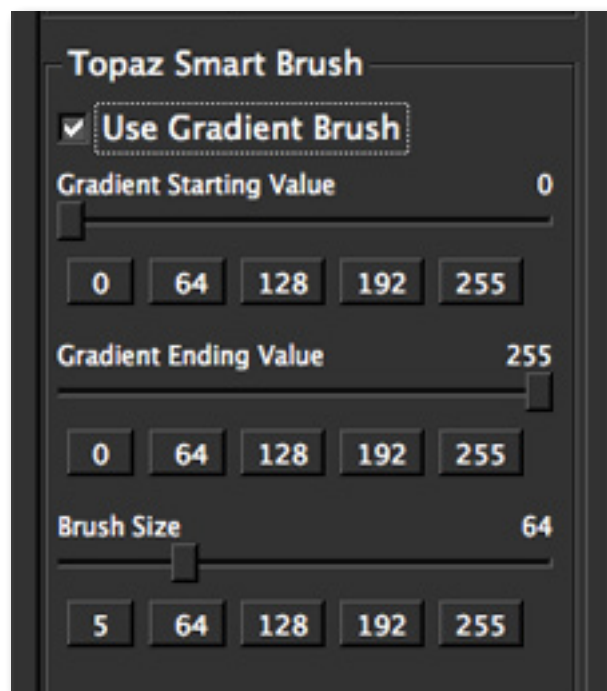 Topaz Smart Brush
Use Gradient Brush
Gradient Starting Value 0
0 64 128 192 255
Gradient Ending Value 255
0 64 128 192 255
Brush Size 64
5 64 128 192 255